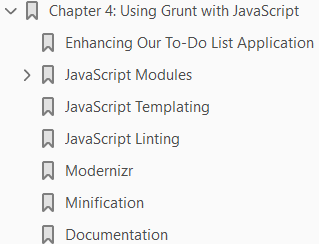 Chapter 4: Using Grunt with JavaScript
Enhancing Our To-Do List Application
JavaScript Modules
JavaScript Templating
JavaScript Linting
Modernizr
Minification
Documentation